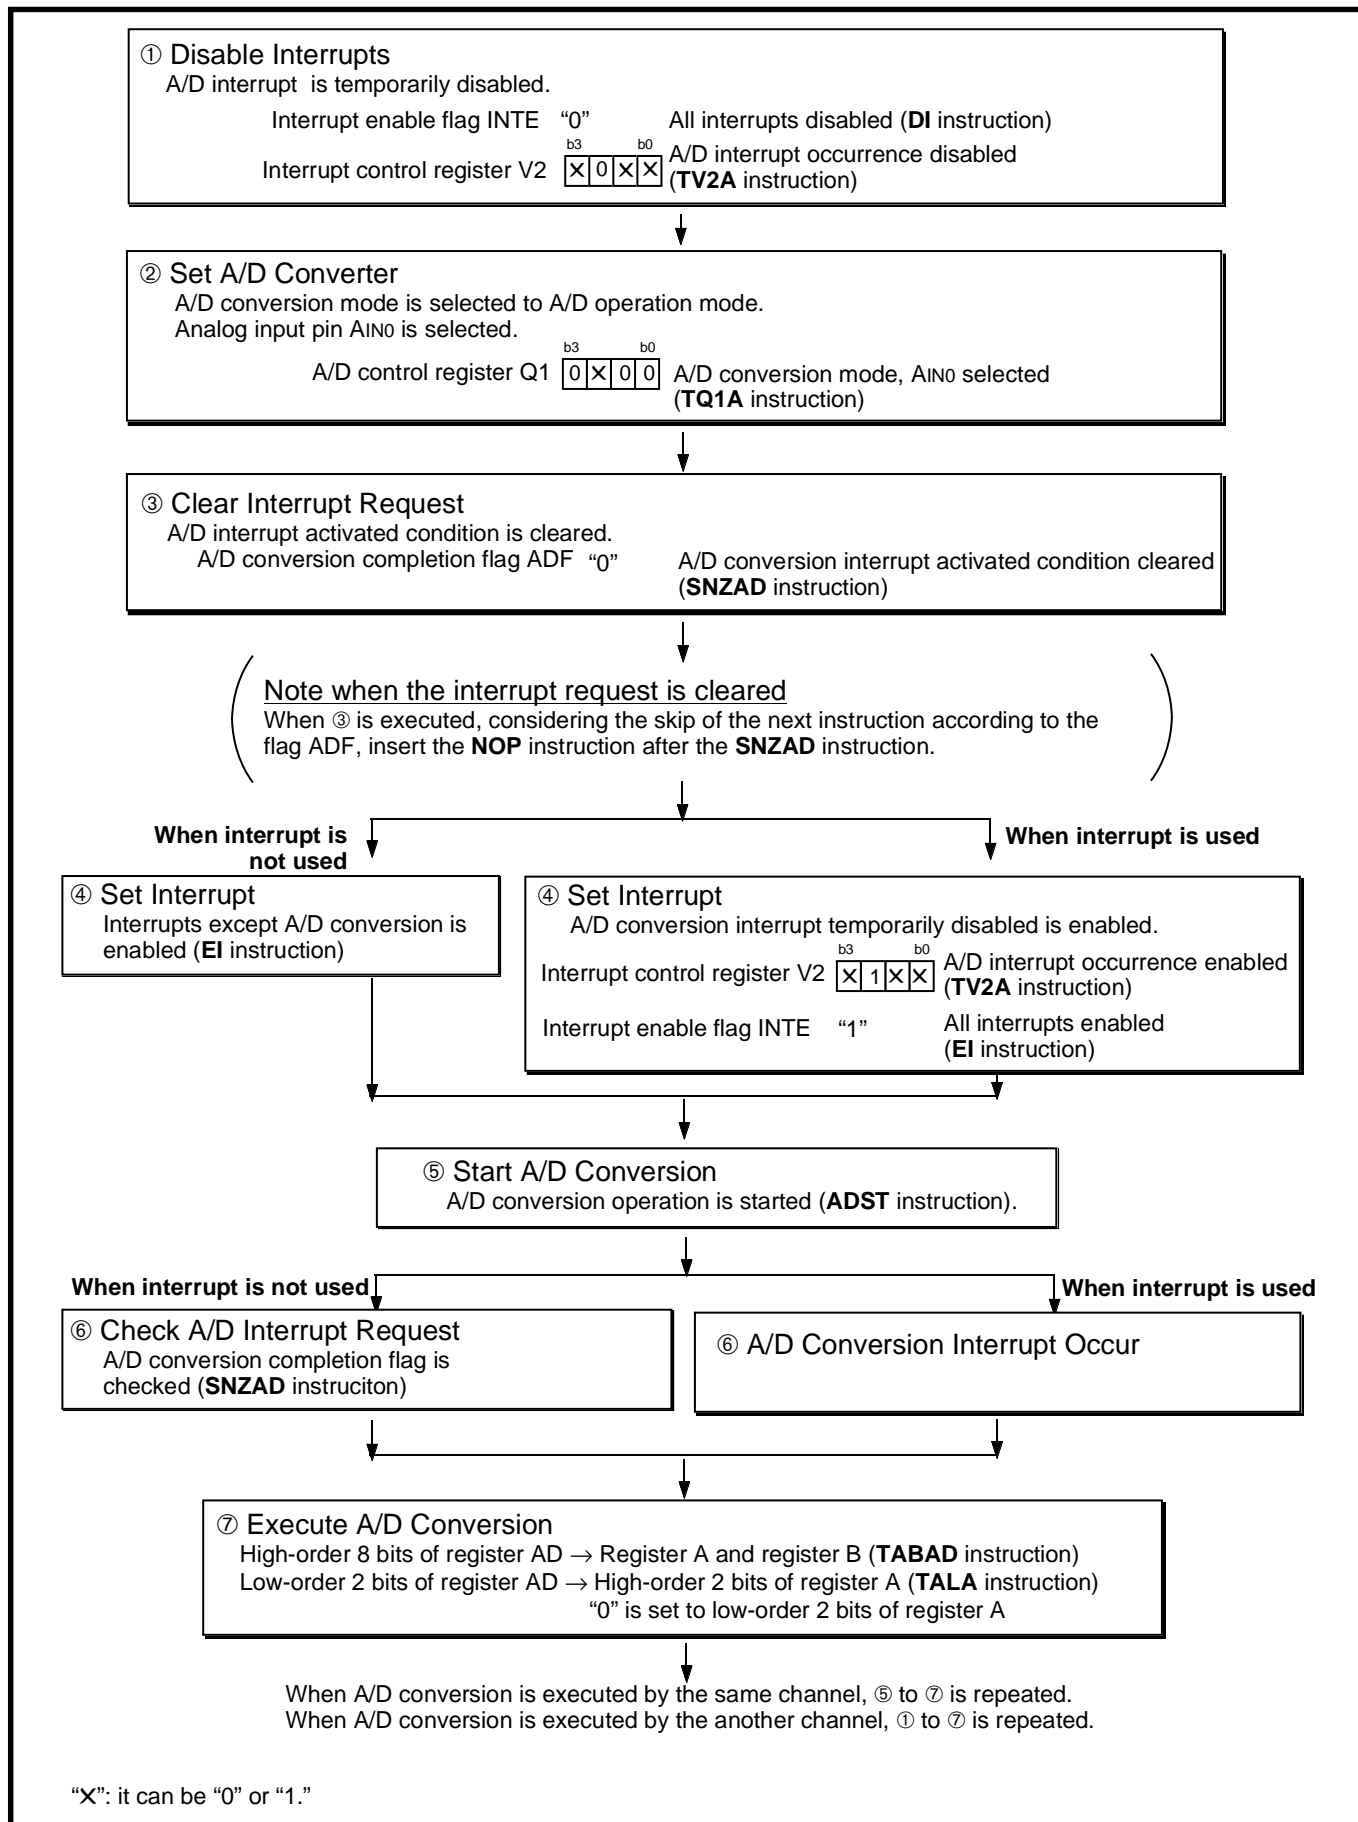 ① Disable Interrupts
A/D interrupt is temporarily disabled.
Interrupt enable flag INTE “0” All interrupts disabled (DI instruction)
b3 b0
Interrupt control register V2 X 0 X X A/D interrupt occurrence disabled
(TV2A instruction)
② Set A/D Converter
A/D conversion mode is selected to A/D operation mode.
Analog input pin AIN0 is selected.
b3 b0
A/D control register Q1 0 X 0 0 A/D conversion mode, AIN0 selected
(TQ1A instruction)
③ Clear Interrupt Request
A/D interrupt activated condition is cleared.
A/D conversion completion flag ADF “0” A/D conversion interrupt activated condition cleared
(SNZAD instruction)
Note when the interrupt request is cleared
When ③ is executed, considering the skip of the next instruction according to the
flag ADF, insert the NOP instruction after the SNZAD instruction.
When interrupt is
not used
When interrupt is used
④ Set Interrupt
Interrupts except A/D conversion is
enabled (EI instruction)
④ Set Interrupt
A/D conversion interrupt temporarily disabled is enabled.
b3 b0
Interrupt control register V2 X 1 X X A/D interrupt occurrence enabled
(TV2A instruction)
Interrupt enable flag INTE “1” All interrupts enabled
(EI instruction)
⑤ Start A/D Conversion
A/D conversion operation is started (ADST instruction).
When interrupt is not used
When interrupt is used
⑥ Check A/D Interrupt Request
A/D conversion completion flag is
checked (SNZAD instruciton)
⑥ A/D Conversion Interrupt Occur
⑦ Execute A/D Conversion
High-order 8 bits of register AD → Register A and register B (TABAD instruction)
Low-order 2 bits of register AD → High-order 2 bits of register A (TALA instruction)
“0” is set to low-order 2 bits of register A
When A/D conversion is executed by the same channel, ⑤ to ⑦ is repeated.
When A/D conversion is executed by the another channel, ① to ⑦ is repeated.
“X”: it can be “0” or “1.”